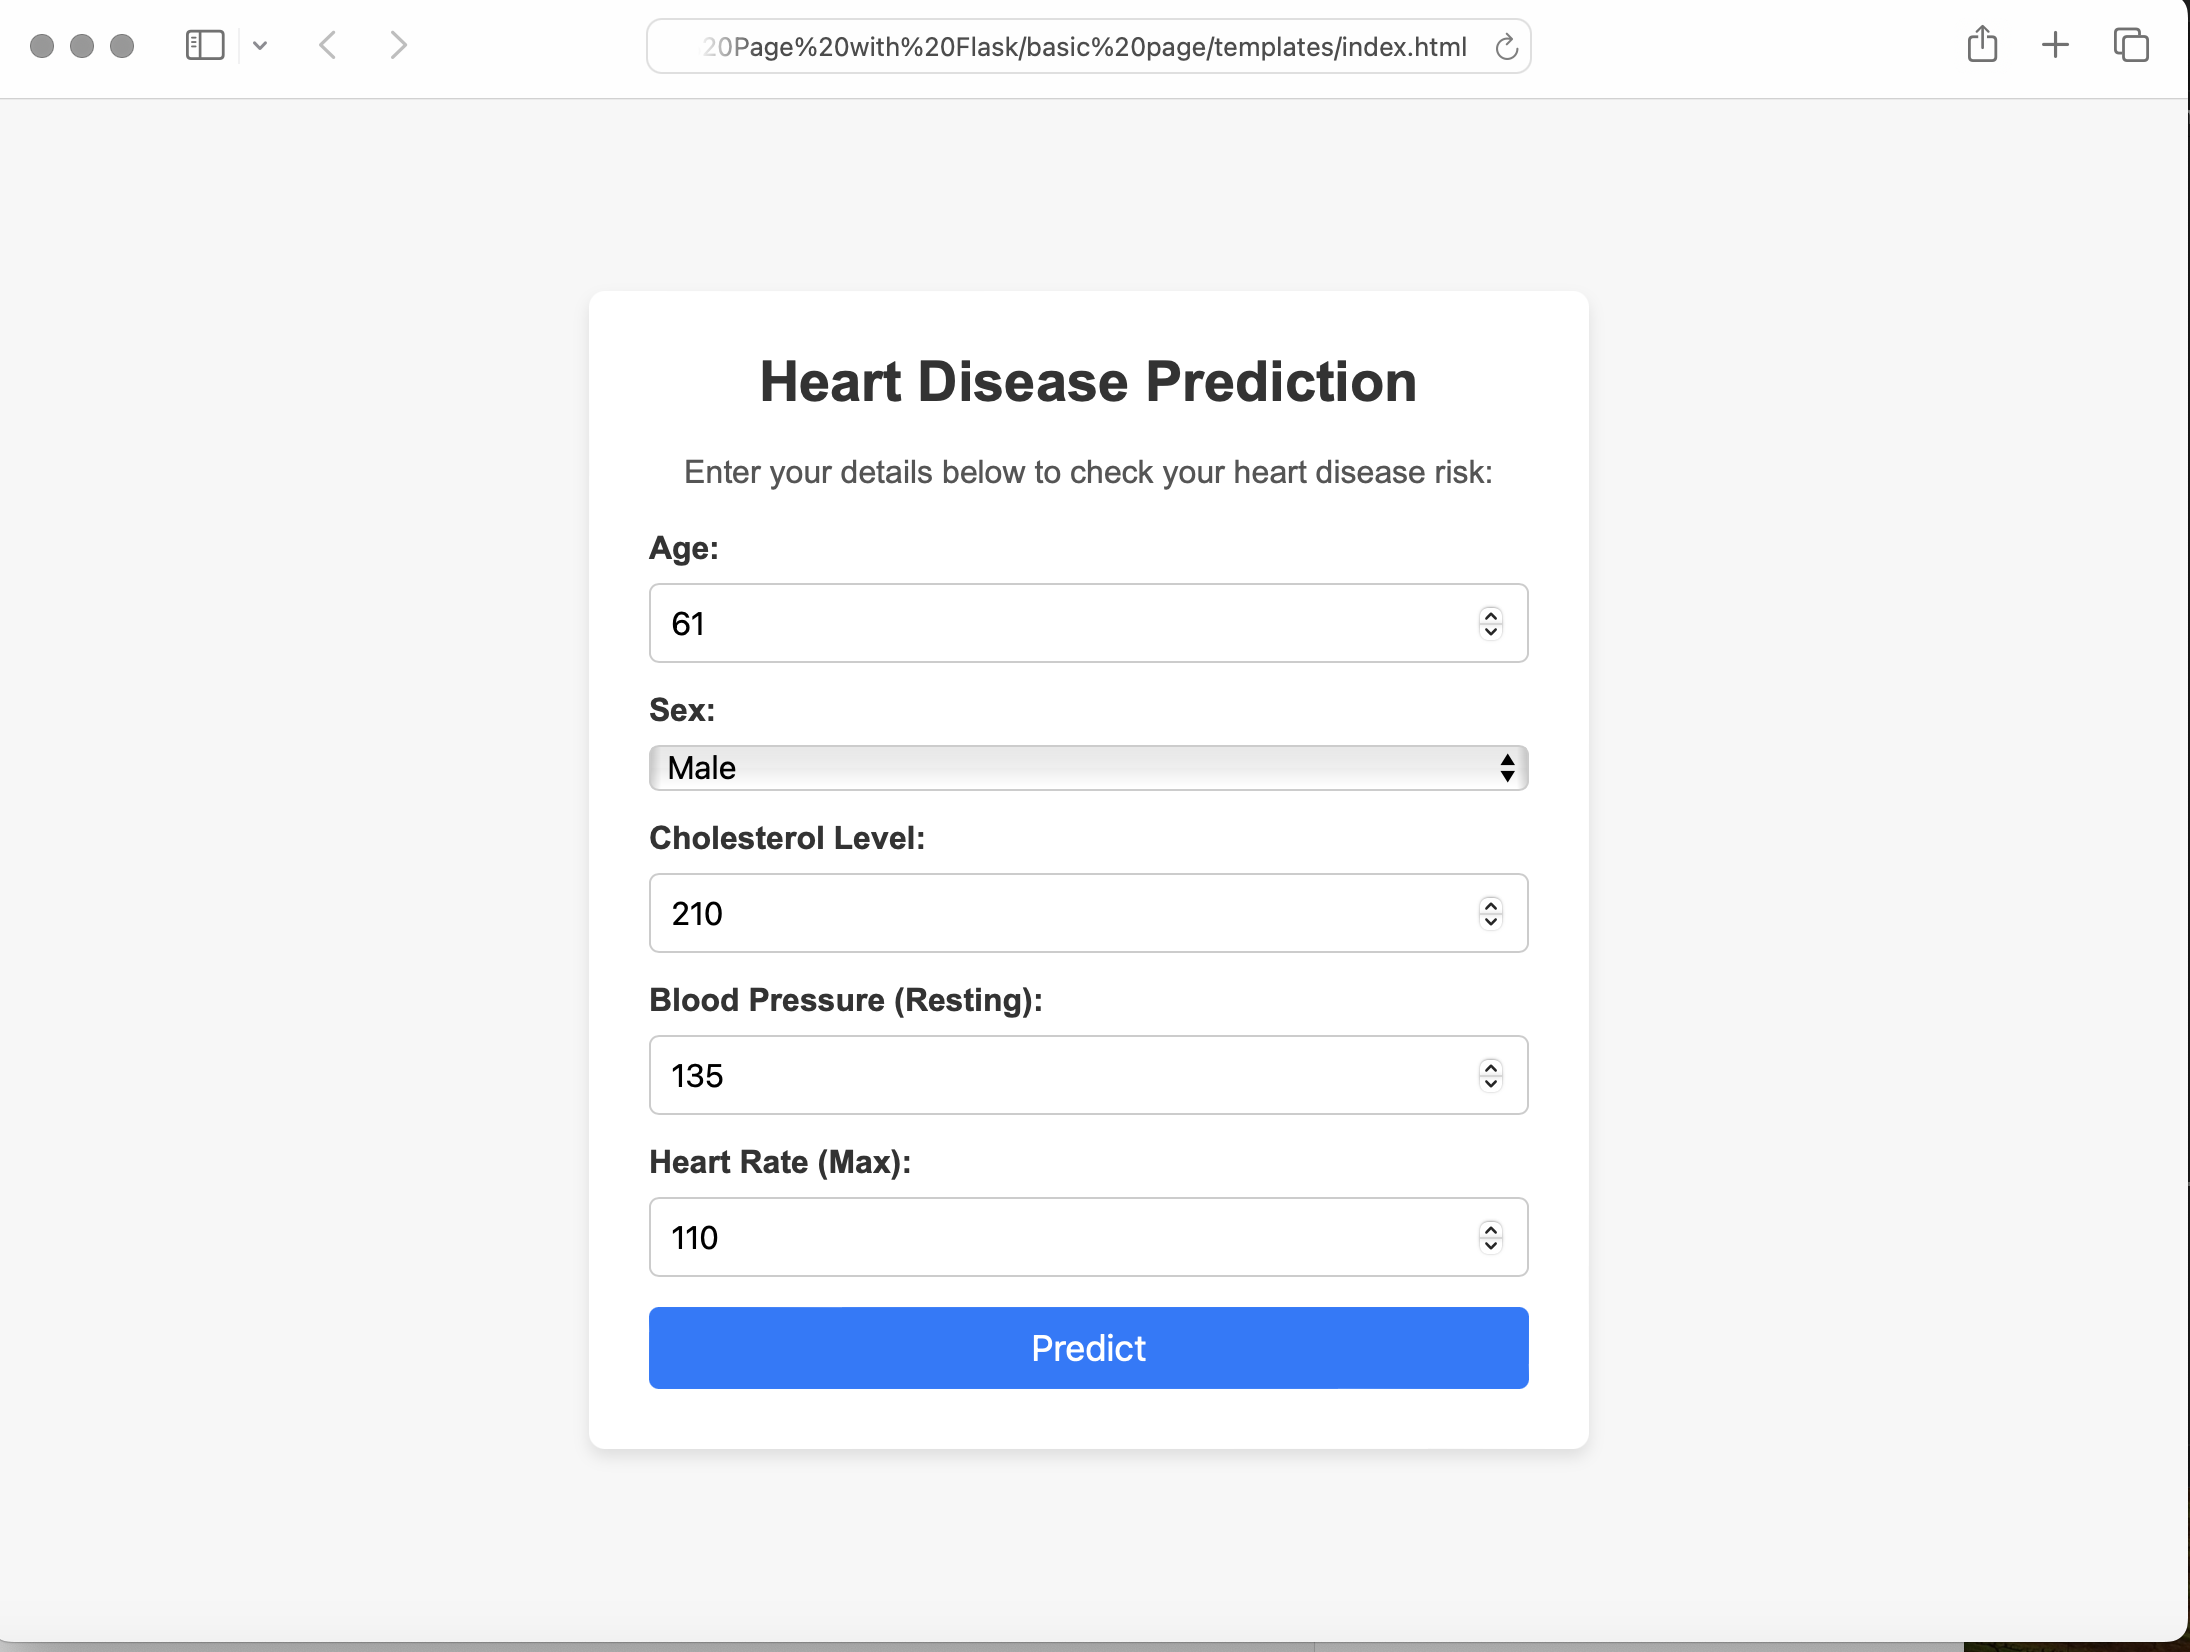 20Page%20with%20Flask/basic%20page/templates/index.html
Heart Disease Prediction
Enter your details below to check your heart disease risk:
Age:
61
Sex:
Male
Cholesterol Level:
210
Blood Pressure (Resting):
135
Heart Rate (Max):
110
Predict